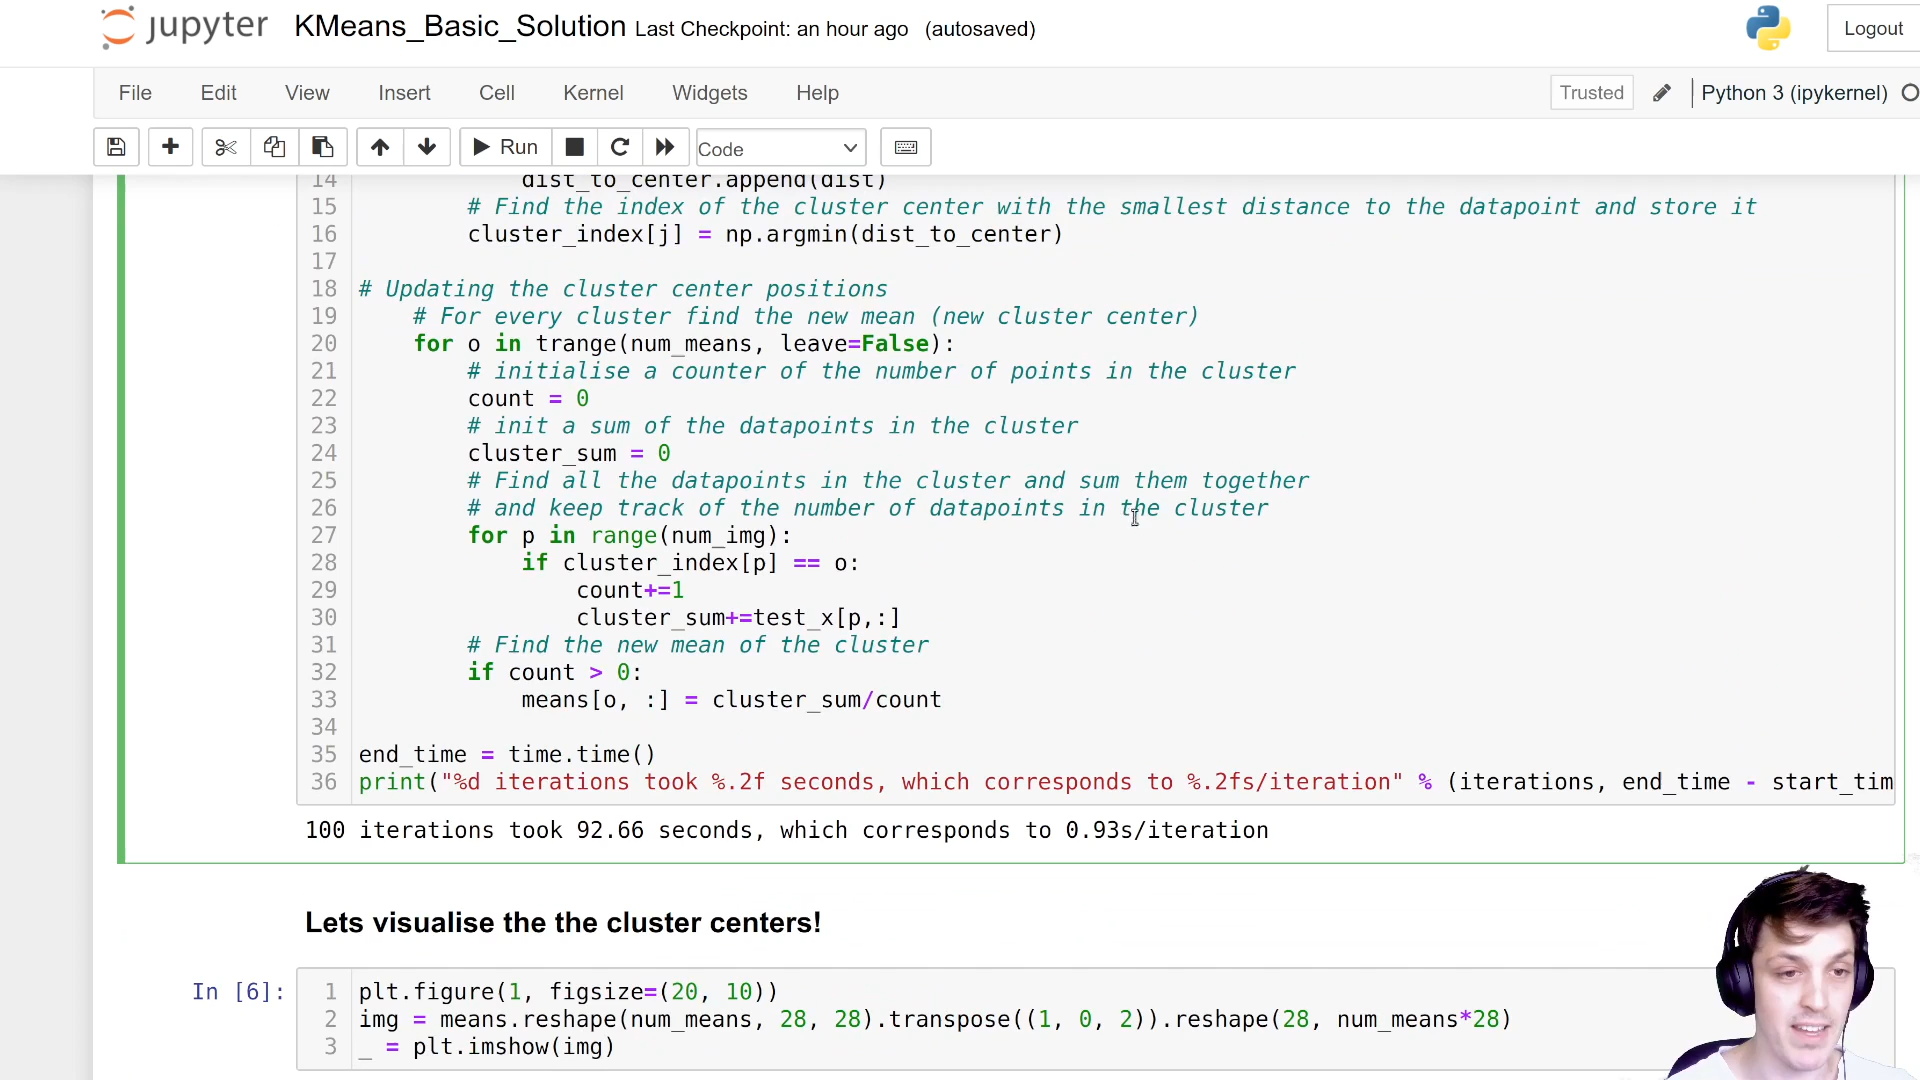 jupyter KMeans_Basic_Solution Last Checkpoint: an hour ago (autosaved) Logout
File Edit View Insert Cell Kernel Widgets Help Trusted Python 3 (ipykernel)
Run Code
14 dist_to_center.append(dist)
15 # Find the index of the cluster center with the smallest distance to the datapoint and store it
16 cluster_index[j] = np.argmin(dist_to_center)
17
18 # Updating the cluster center positions
19 # For every cluster find the new mean (new cluster center)
20 for o in trange(num_means, leave=False):
21 # initialise a counter of the number of points in the cluster
22 count = 0
23 # init a sum of the datapoints in the cluster
24 cluster_sum = 0
25 # Find all the datapoints in the cluster and sum them together
26 # and keep track of the number of datapoints in the cluster
27 for p in range(num_img):
28 if cluster_index[p] == o:
29 count+=1
30 cluster_sum+=test_x[p,:]
31 # Find the new mean of the cluster
32 if count > 0:
33 means[o, :] = cluster_sum/count
34
35 end_time = time.time()
36 print("%d iterations took %.2f seconds, which corresponds to %.2fs/iteration" % (iterations, end_time - start_tim
100 iterations took 92.66 seconds, which corresponds to 0.93s/iteration
Lets visualise the the cluster centers!
In [6]: 1 plt.figure(1, figsize=(20, 10))
2 img = means.reshape(num_means, 28, 28).transpose((1, 0, 2)).reshape(28, num_means*28)
3 _ = plt.imshow(img)